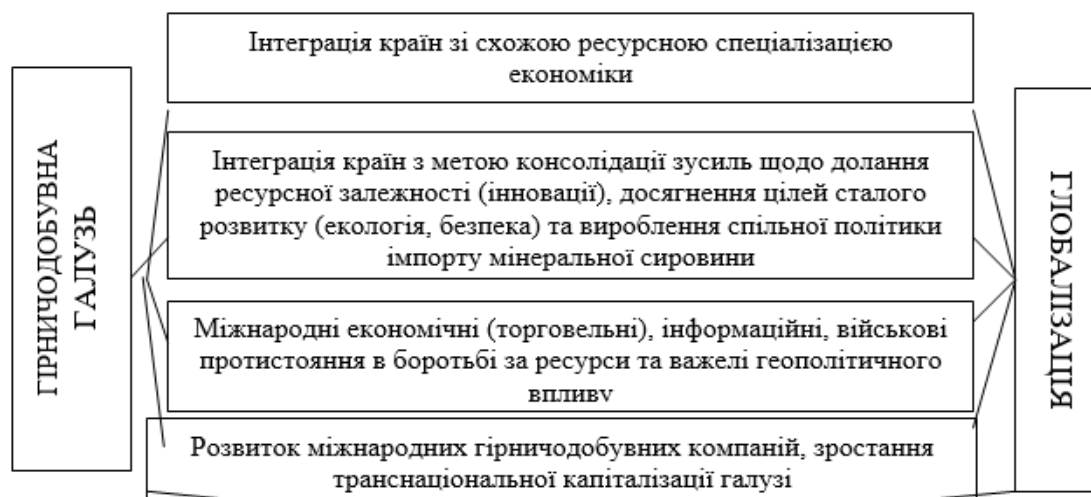 Інтеграція країн зі схожою ресурсною спеціалізацією
економіки
ГІРНИЧОДОБУВНА
ГАЛУЗЬ
Інтеграція країн з метою консолідації зусиль щодо долання
ресурсної залежності (інновації), досягнення цілей сталого
розвитку (екологія, безпека) та вироблення спільної політики
імпорту мінеральної сировини
Міжнародні економічні (торговельні), інформаційні, військові
протистояння в боротьбі за ресурси та важелі геополітичного
впливу
Розвиток міжнародних гірничодобувних компаній, зростання
транснаціональної капіталізації галузі
ГЛОБАЛІЗАЦІЯ